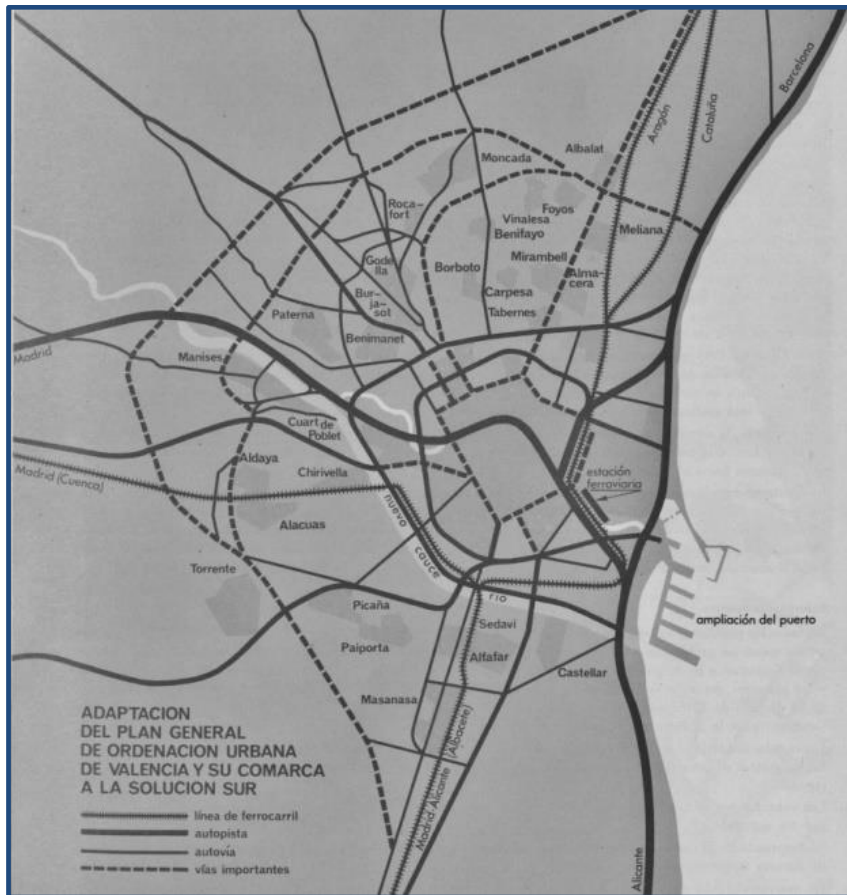 Barcelona
Aragón
Cataluña
Albalat
Moncada
Roca-
fort
Foyos
Vinalesa
Benifayo
Meliana
Mirambell
Gode-
lla
Borboto
Alma-
cera
Bur-
ja-
sot
Carpesa
Tabernes
Paterna
Benimanet
Madrid
Manises
Cuart de
Poblet
Aldaya
Chirivella
estación
ferroviaria
Madrid (Cuenca)
nuevo cauce río
Alacuas
Torrente
Picaña
ampliación del puerto
Sedaví
Paiporta
Alfafar
Castellar
Masanasa
ADAPTACION
DEL PLAN GENERAL
DE ORDENACION URBANA
DE VALENCIA Y SU COMARCA
A LA SOLUCION SUR
línea de ferrocarril
autopista
autovía
vías importantes
Madrid-Alicante (Albacete)
Alicante